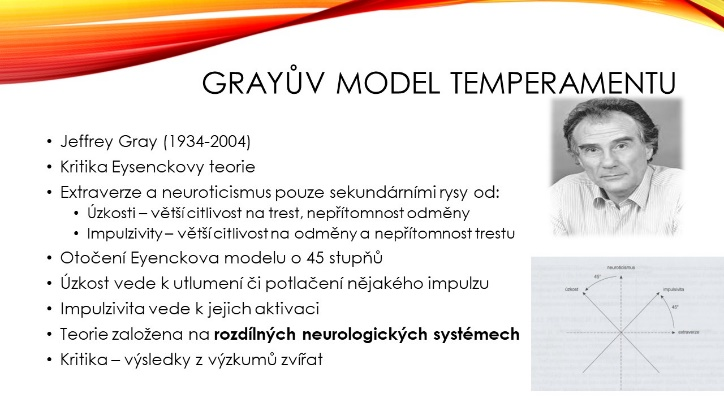 GRAYŮV MODEL TEMPERAMENTU
• Jeffrey Gray (1934-2004)
• Kritika Eysenckovy teorie
• Extraverze a neuroticismus pouze sekundárními rysy od:
• Úzkosti – větší citlivost na trest, nepřítomnost odměny
• Impulzivity – větší citlivost na odměny a nepřítomnost trestu
• Otočení Eyenckova modelu o 45 stupňů
• Úzkost vede k utlumení či potlačení nějakého impulzu
• Impulzivita vede k jejich aktivaci
• Teorie založena na rozdílných neurologických systémech
• Kritika – výsledky z výzkumů zvířat
neuroticismus
45°
úzkost
impulzivita
45°
extraverze